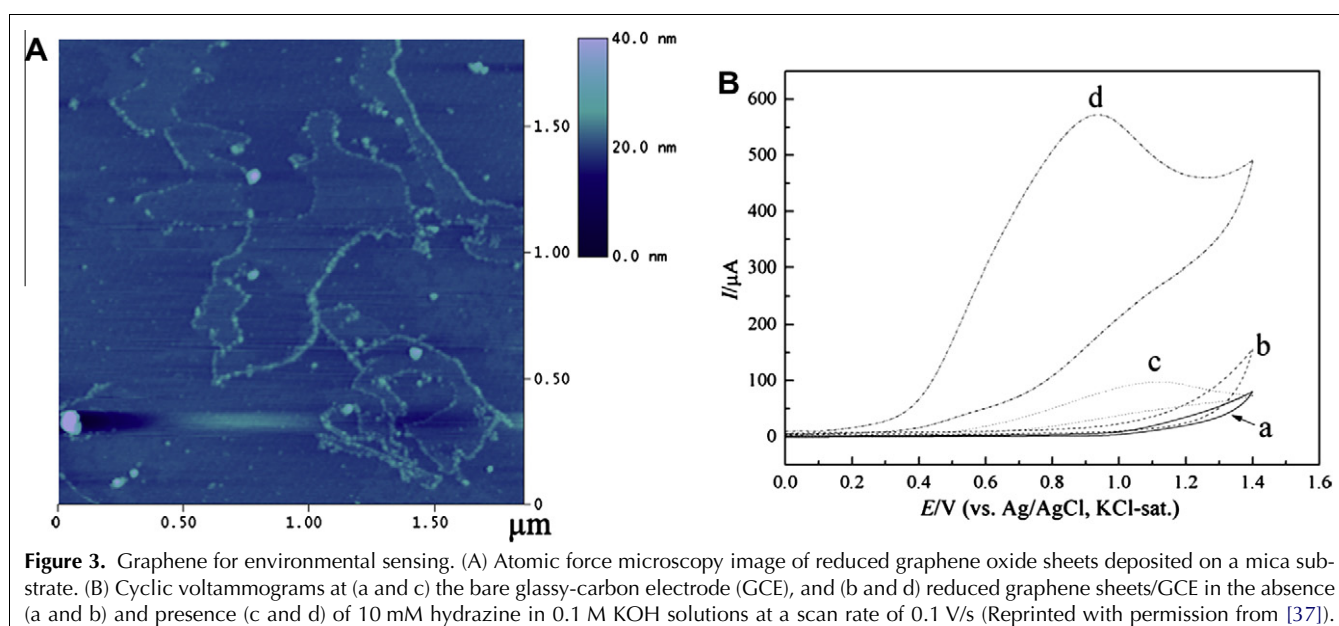 A
40.0 nm
20.0 nm
0.0 nm
1.50
1.00
0.50
0
0
0.50
1.00
1.50
μm
B
600
500
400
300
200
100
0
I/μA
d
c
b
a
0.0
0.2
0.4
0.6
0.8
1.0
1.2
1.4
1.6
E/V (vs. Ag/AgCl, KCl-sat.)
Figure 3. Graphene for environmental sensing. (A) Atomic force microscopy image of reduced graphene oxide sheets deposited on a mica sub-
strate. (B) Cyclic voltammograms at (a and c) the bare glassy-carbon electrode (GCE), and (b and d) reduced graphene sheets/GCE in the absence
(a and b) and presence (c and d) of 10 mM hydrazine in 0.1 M KOH solutions at a scan rate of 0.1 V/s (Reprinted with permission from [37]).